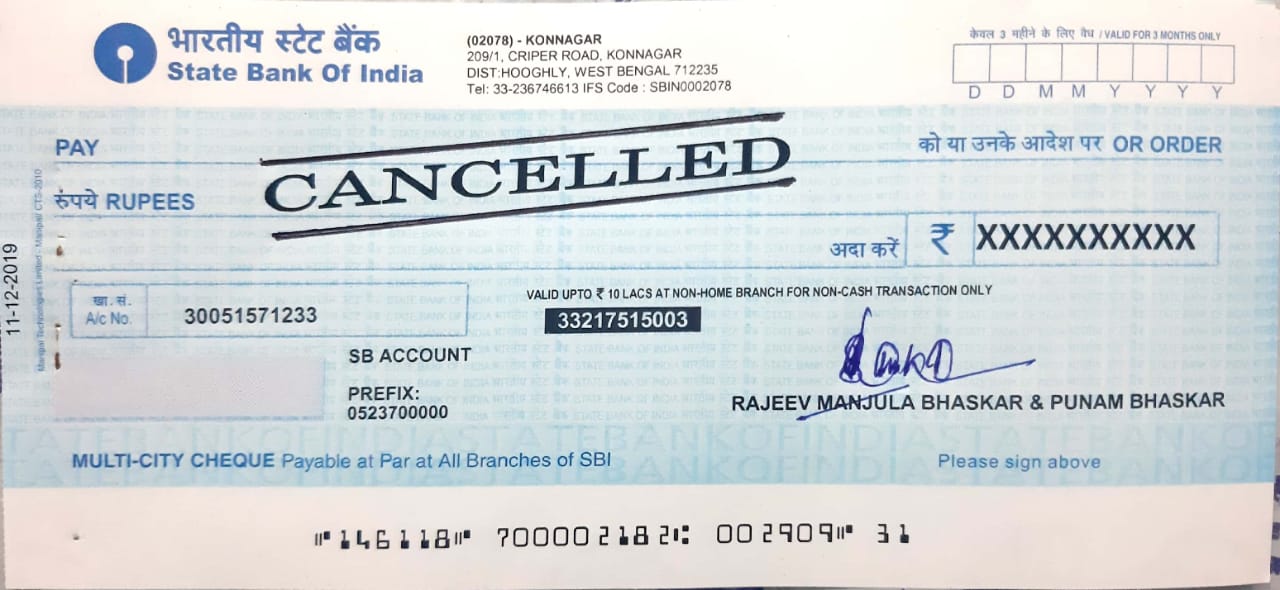 भारतीय स्टेट बैंक
State Bank Of India
(02078) - KONNAGAR
209/1, CRIPER ROAD, KONNAGAR
DIST:HOOGHLY, WEST BENGAL 712235
Tel: 33-236746613 IFS Code : SBIN0002078
केवल 3 महीने के लिए वैध / VALID FOR 3 MONTHS ONLY
D D M M Y Y Y Y
PAY
CANCELLED
को या उनके आदेश पर OR ORDER
रुपये RUPEES
अदा करें ₹ XXXXXXXXXX
11-12-2019
खा. सं.
A/c No. 30051571233
VALID UPTO ₹ 10 LACS AT NON-HOME BRANCH FOR NON-CASH TRANSACTION ONLY
33217515003
SB ACCOUNT
PREFIX:
0523700000
RAJEEV MANJULA BHASKAR & PUNAM BHASKAR
MULTI-CITY CHEQUE Payable at Par at All Branches of SBI
Please sign above
⑈146118⑈ 700002182⑆ 002909⑈ 31